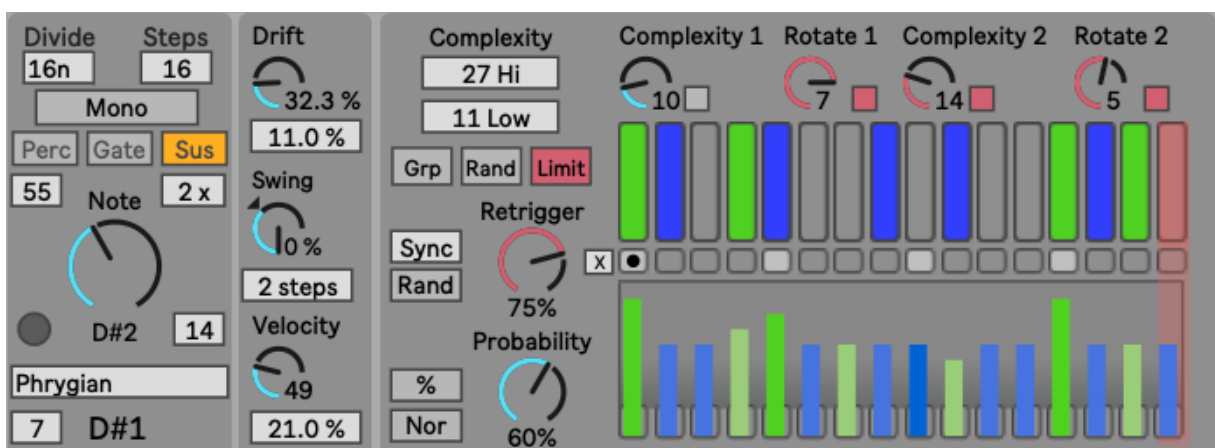 Divide Steps
16n 16
Mono
Perc Gate Sus
55 Note 2 x
D#2 14
Phrygian
7 D#1
Drift
32.3 %
11.0 %
Swing
0 %
2 steps
Velocity
49
21.0 %
Complexity
27 Hi
11 Low
Grp Rand Limit
Retrigger
Sync
Rand
75%
Probability
%
Nor
60%
Complexity 1 Rotate 1 Complexity 2 Rotate 2
10 7 14 5
X